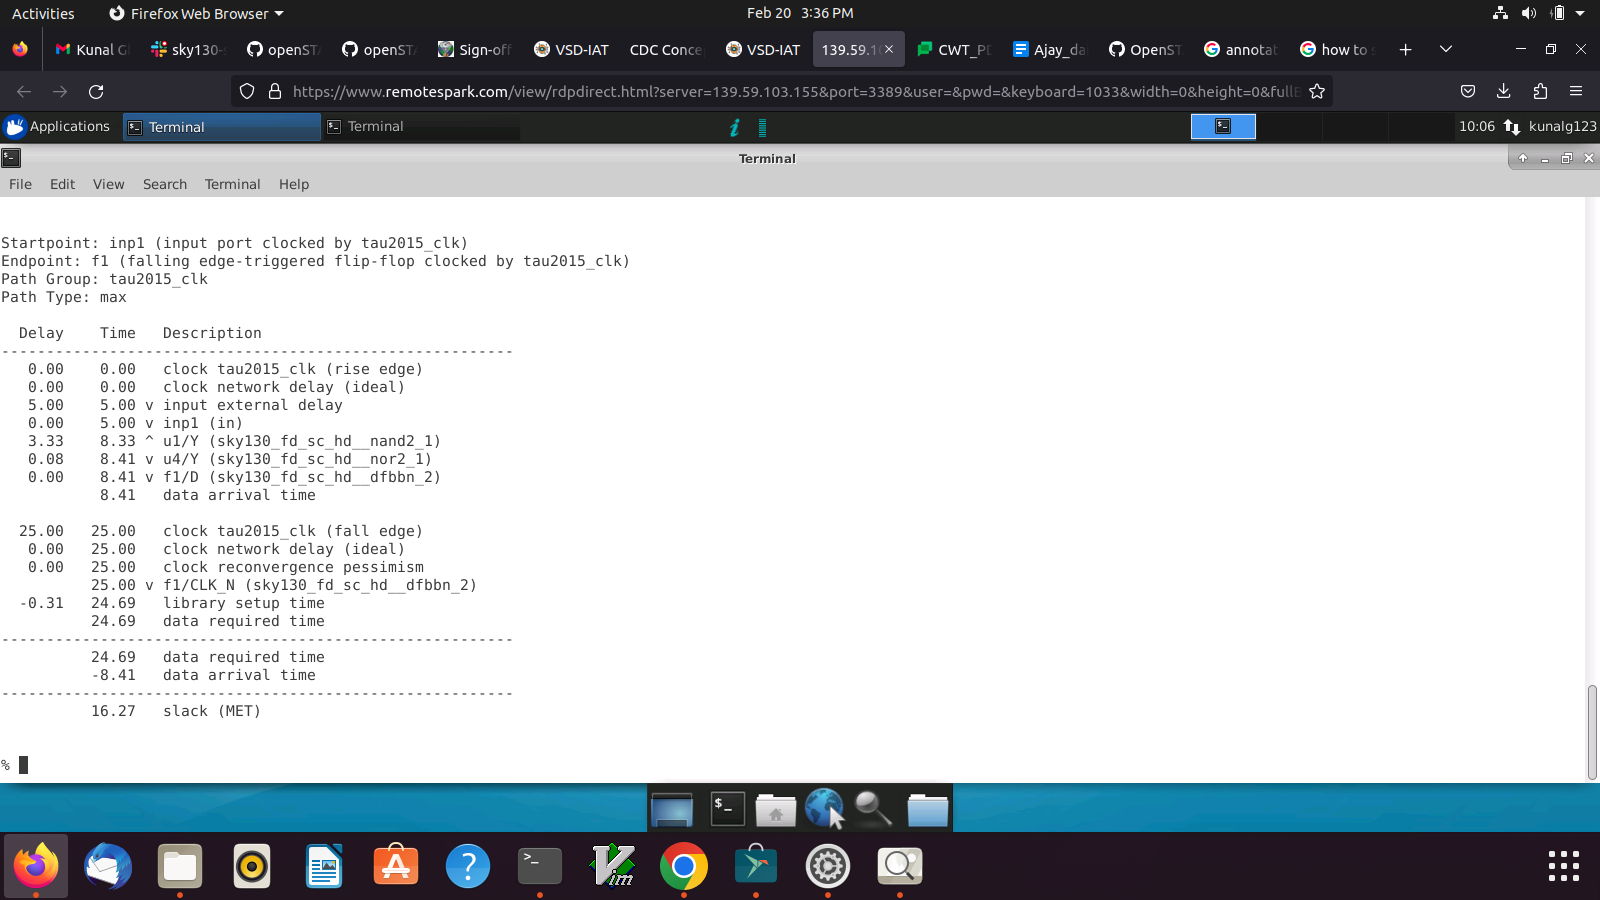 Activities Firefox Web Browser Feb 20 3:36 PM
Kunal G sky130- openSTA openSTA Sign-off VSD-IAT CDC Conce VSD-IAT 139.59.1 CWT_PD Ajay_da OpenST annotat how to s
https://www.remotespark.com/view/rdpdirect.html?server=139.59.103.155&port=3389&user=&pwd=&keyboard=1033&width=0&height=0&fullB
Applications Terminal Terminal 10:06 kunalg123
Terminal
File Edit View Search Terminal Help
Startpoint: inp1 (input port clocked by tau2015_clk)
Endpoint: f1 (falling edge-triggered flip-flop clocked by tau2015_clk)
Path Group: tau2015_clk
Path Type: max
Delay Time Description
---------------------------------------------------------
0.00 0.00 clock tau2015_clk (rise edge)
0.00 0.00 clock network delay (ideal)
5.00 5.00 v input external delay
0.00 5.00 v inp1 (in)
3.33 8.33 ^ u1/Y (sky130_fd_sc_hd__nand2_1)
0.08 8.41 v u4/Y (sky130_fd_sc_hd__nor2_1)
0.00 8.41 v f1/D (sky130_fd_sc_hd__dfbbn_2)
8.41 data arrival time
25.00 25.00 clock tau2015_clk (fall edge)
0.00 25.00 clock network delay (ideal)
0.00 25.00 clock reconvergence pessimism
25.00 v f1/CLK_N (sky130_fd_sc_hd__dfbbn_2)
-0.31 24.69 library setup time
24.69 data required time
---------------------------------------------------------
24.69 data required time
-8.41 data arrival time
---------------------------------------------------------
16.27 slack (MET)
%